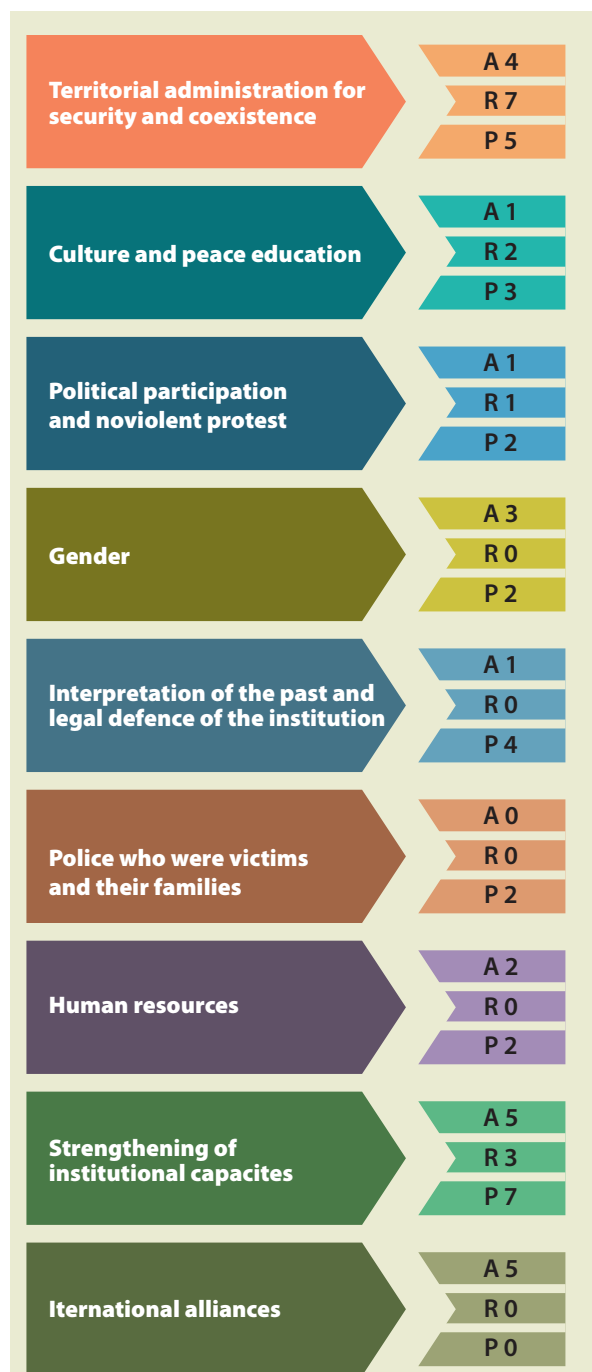 Territorial administration for
security and coexistence
A 4
R 7
P 5
Culture and peace education
A 1
R 2
P 3
Political participation
and noviolent protest
A 1
R 1
P 2
Gender
A 3
R 0
P 2
Interpretation of the past and
legal defence of the institution
A 1
R 0
P 4
Police who were victims
and their families
A 0
R 0
P 2
Human resources
A 2
R 0
P 2
Strengthening of
institutional capacites
A 5
R 3
P 7
Iternational alliances
A 5
R 0
P 0